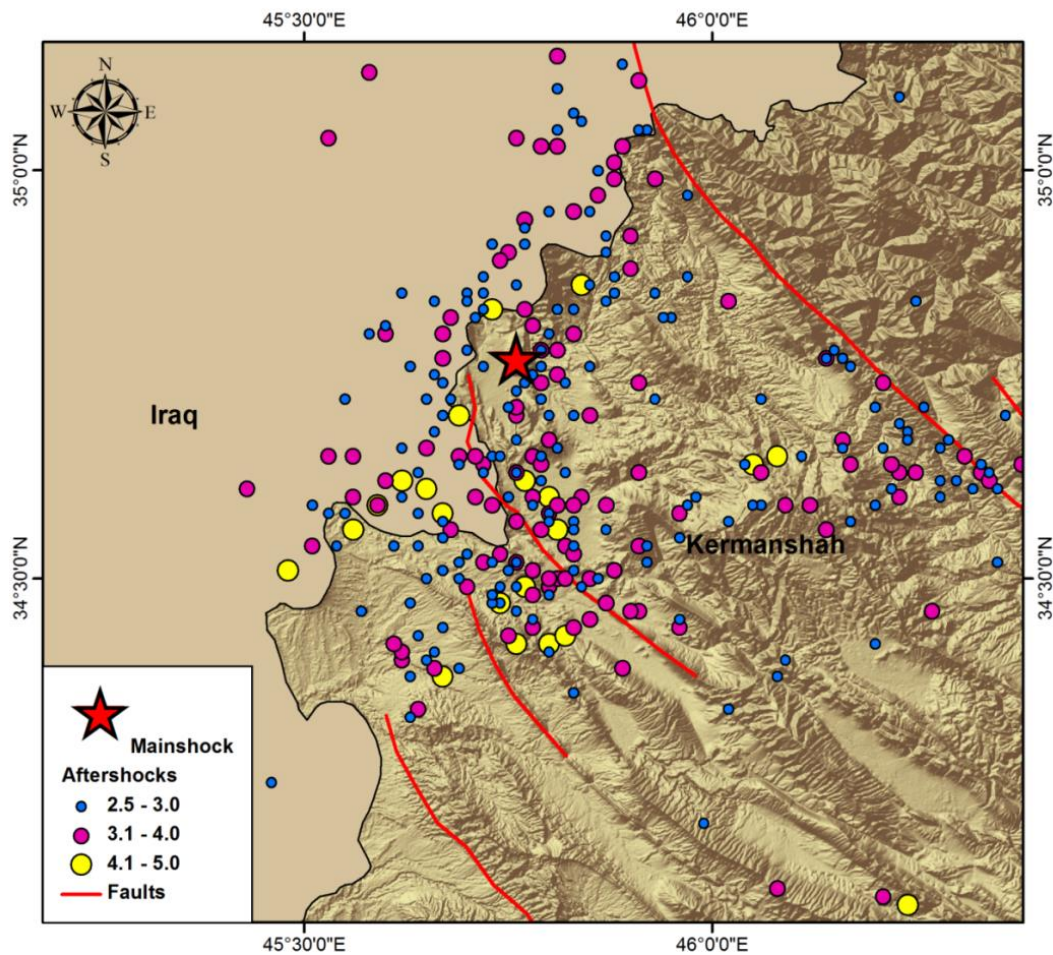 45°30'0"E 46°0'0"E
N
W E
S
35°0'0"N 35°0'0"N
Iraq
Kermanshah
34°30'0"N 34°30'0"N
Mainshock
Aftershocks
2.5 - 3.0
3.1 - 4.0
4.1 - 5.0
Faults
45°30'0"E 46°0'0"E